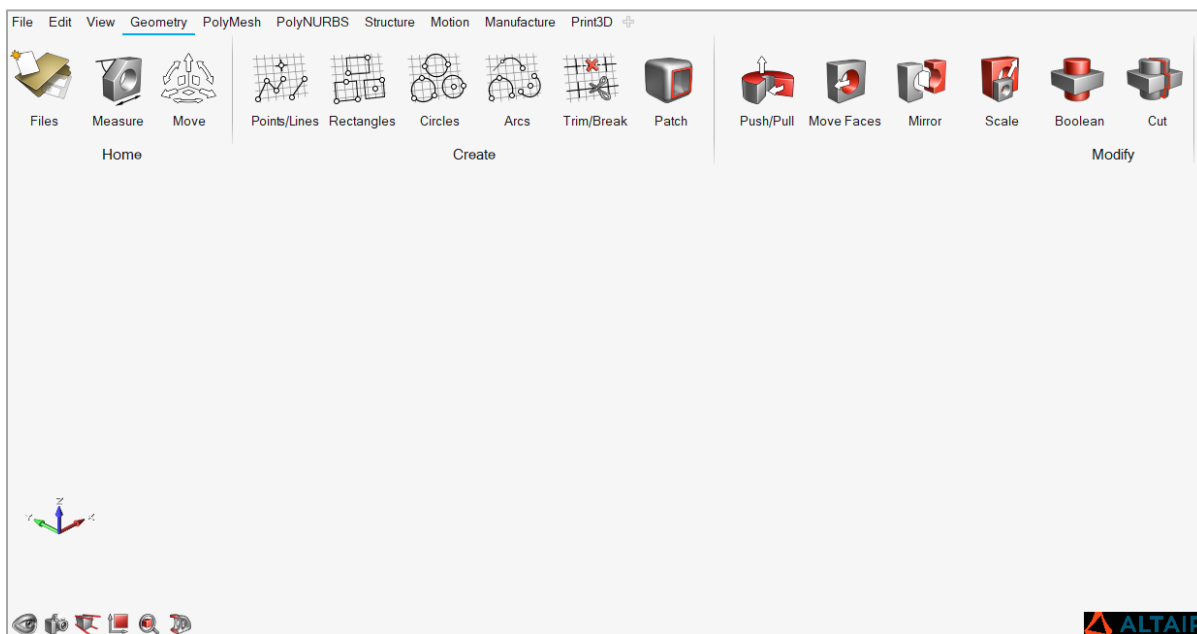 File Edit View Geometry PolyMesh PolyNURBS Structure Motion Manufacture Print3D
Files Measure Move Points/Lines Rectangles Circles Arcs Trim/Break Patch Push/Pull Move Faces Mirror Scale Boolean Cut
Home Create Modify
Z
Y X
ALTAIR